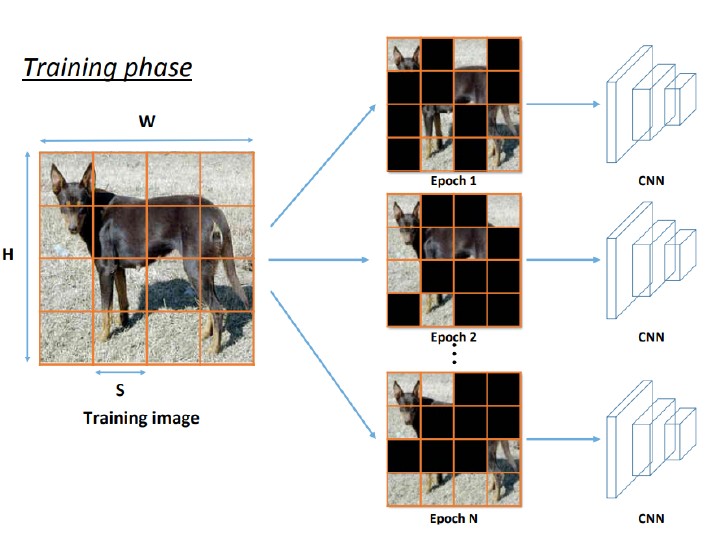 Training phase
W
H
S
Training image
Epoch 1
CNN
Epoch 2
CNN
Epoch N
CNN